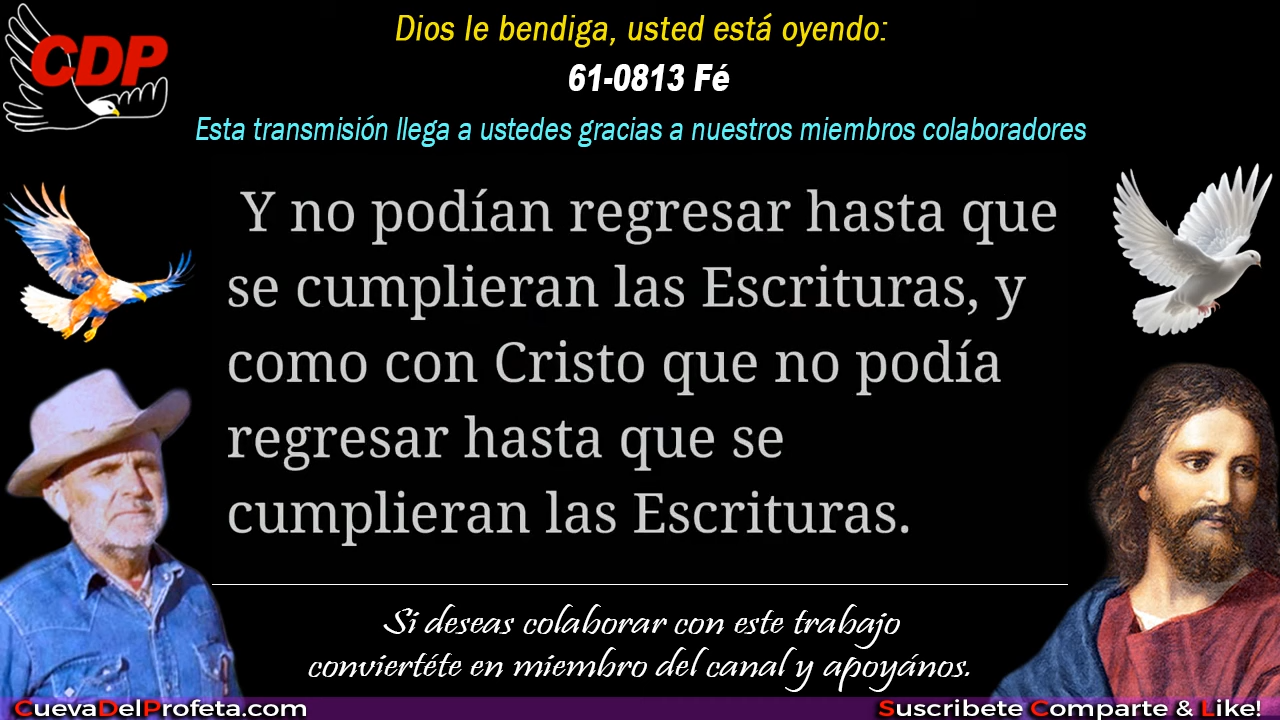 CDP
Dios le bendiga, usted está oyendo:
61-0813 Fé
Esta transmisión llega a ustedes gracias a nuestros miembros colaboradores
Y no podían regresar hasta que
se cumplieran las Escrituras, y
como con Cristo que no podía
regresar hasta que se
cumplieran las Escrituras.
Si deseas colaborar con este trabajo
conviertéte en miembro del canal y apoyános.
CuevaDelProfeta.com
Suscribete Comparte & Like!